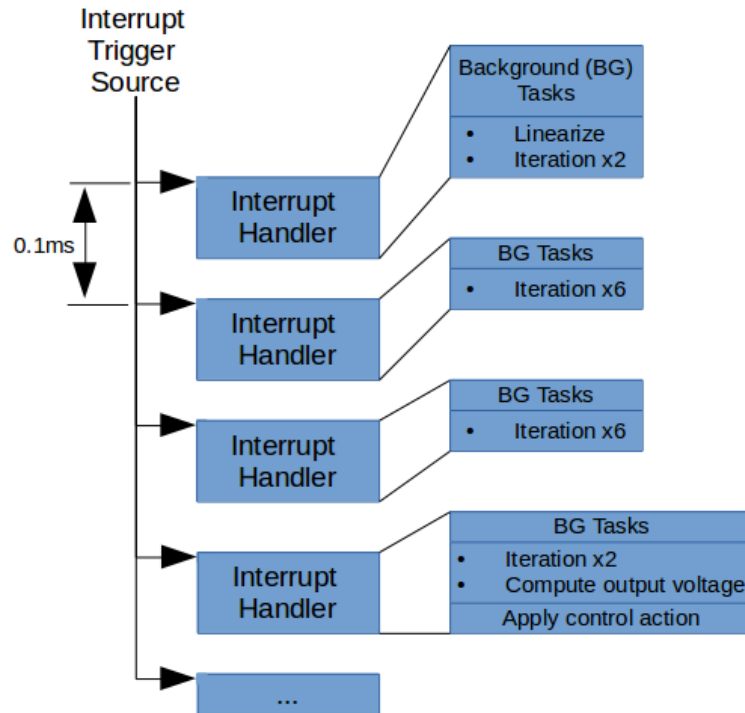 Interrupt
Trigger
Source
Background (BG)
Tasks
• Linearize
• Iteration x2
Interrupt
Handler
0.1ms
BG Tasks
• Iteration x6
Interrupt
Handler
BG Tasks
• Iteration x6
Interrupt
Handler
BG Tasks
• Iteration x2
• Compute output voltage
Apply control action
Interrupt
Handler
...